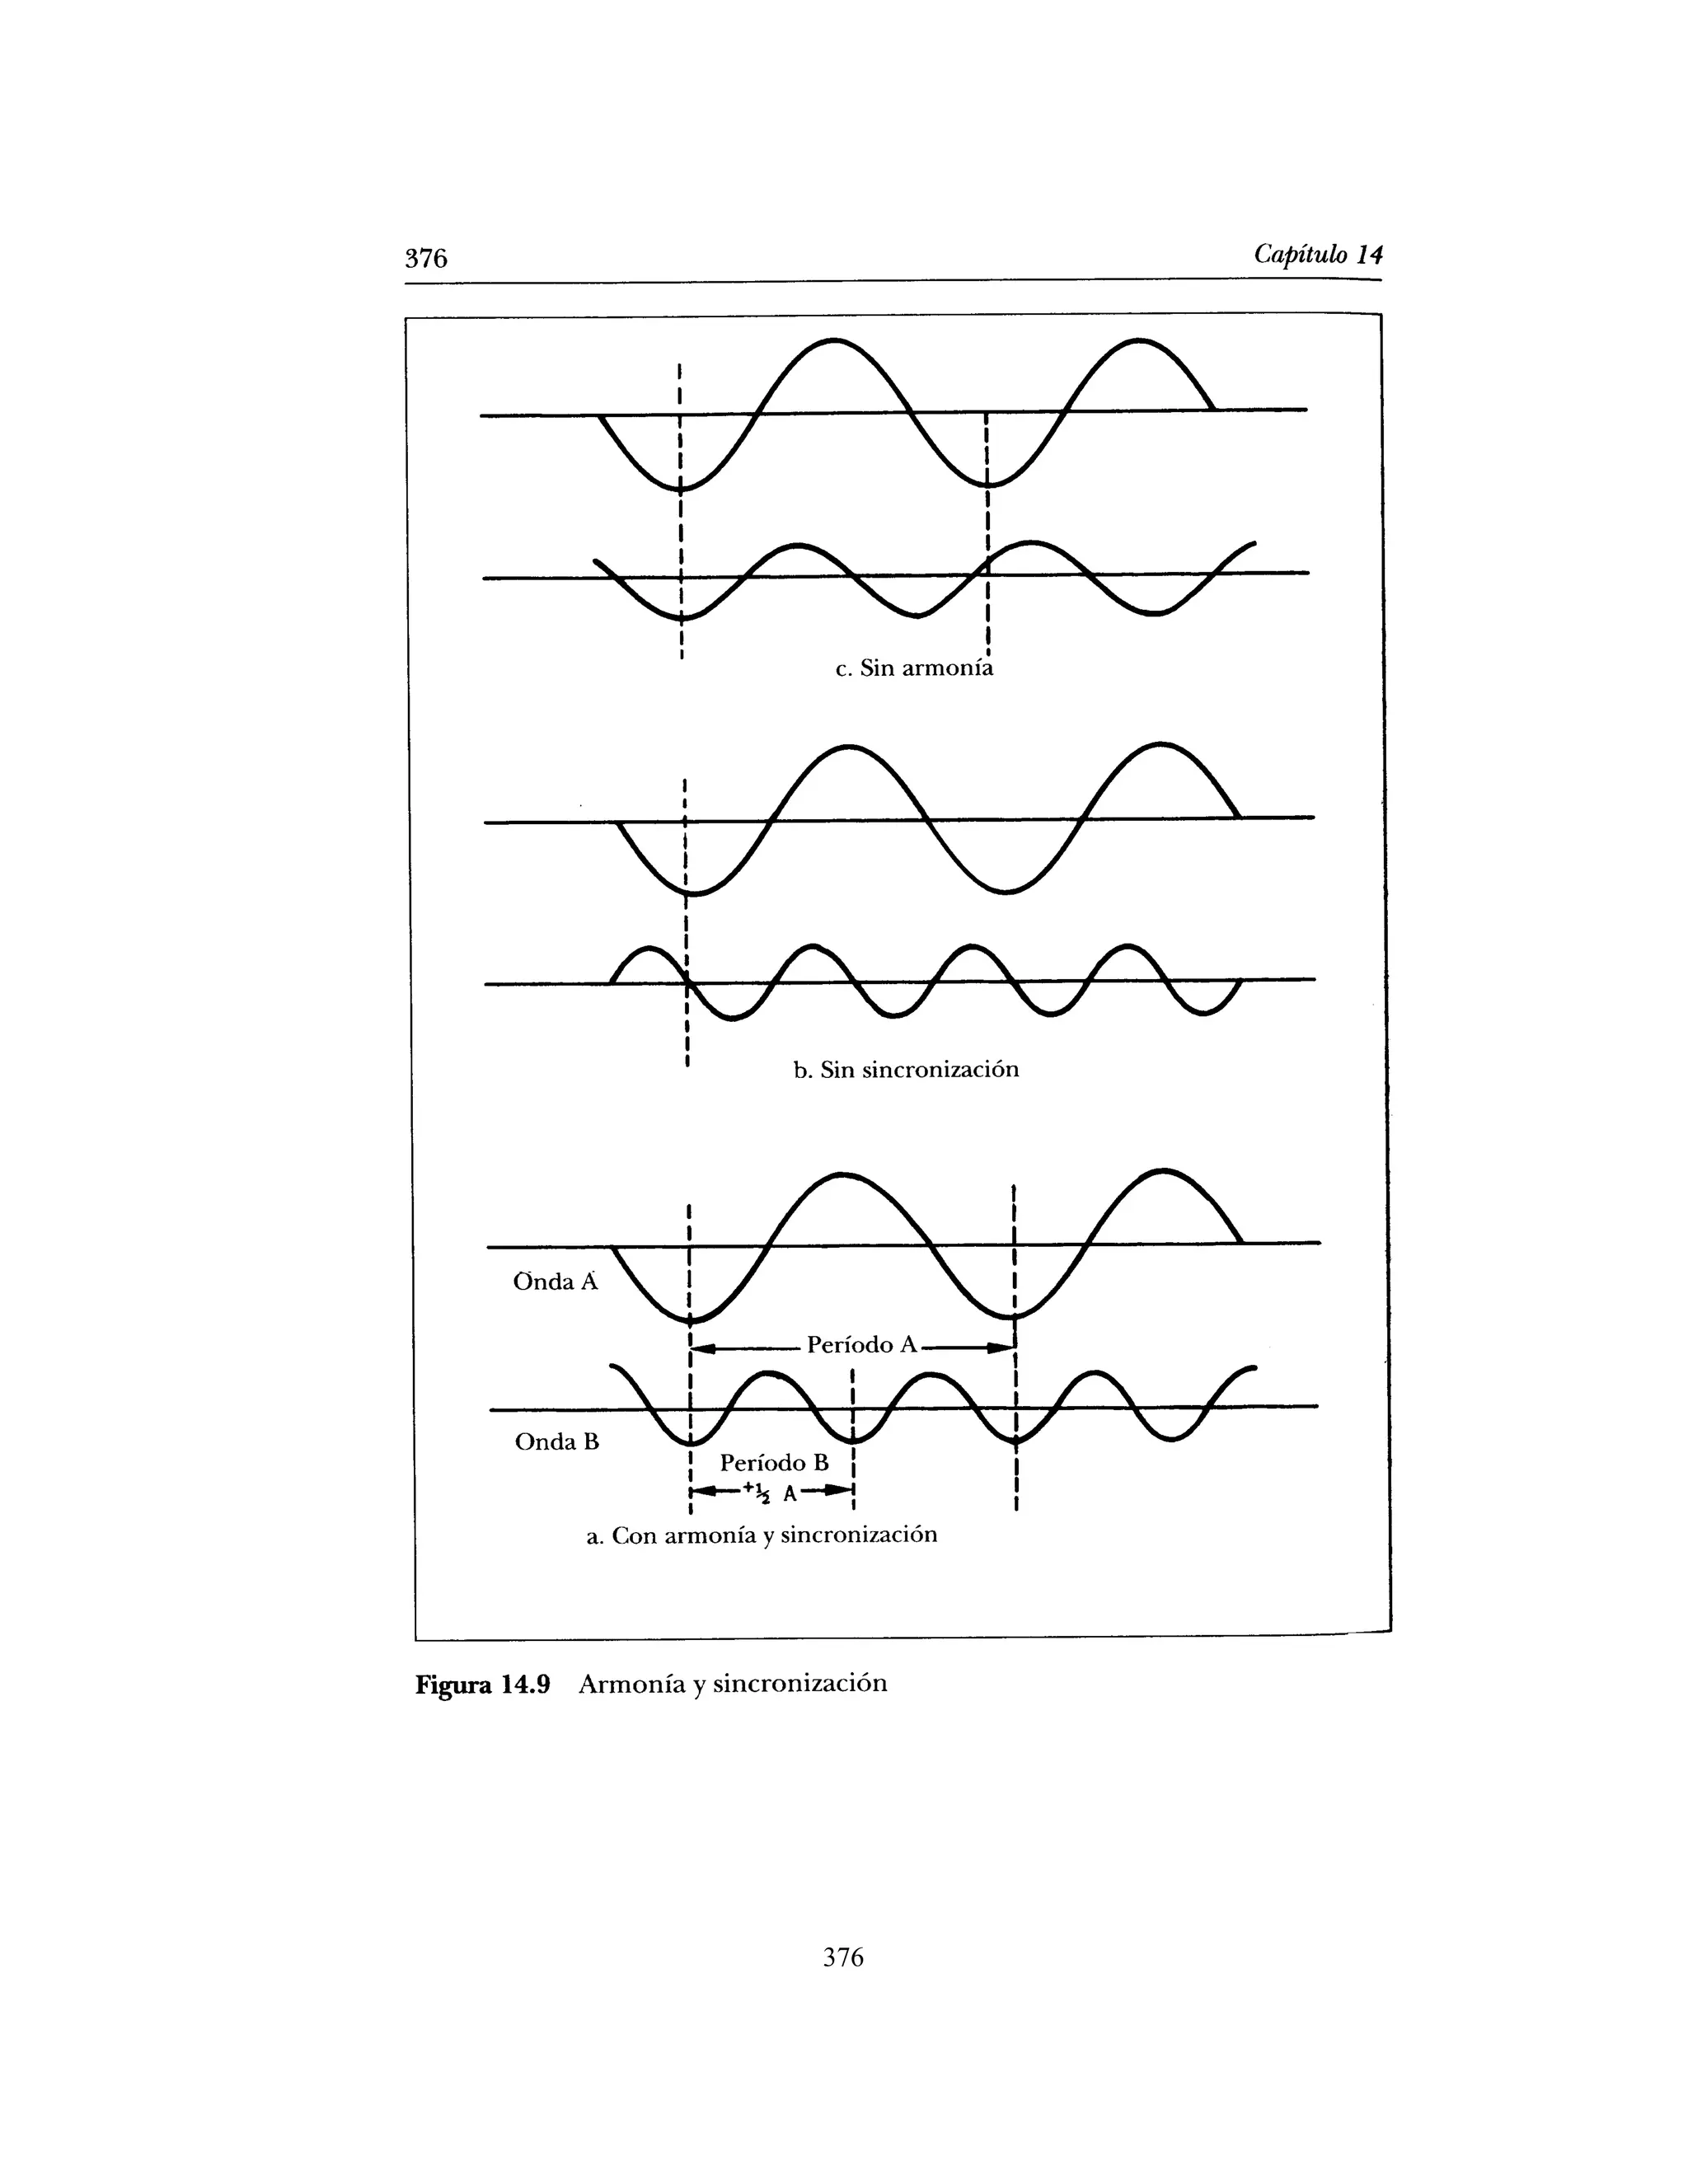 376 Capítulo 14
c. Sin armonía
b. Sin sincronización
Onda A
Período A
Onda B
Período B
+½ A
a. Con armonía y sincronización
Figura 14.9 Armonía y sincronización
376